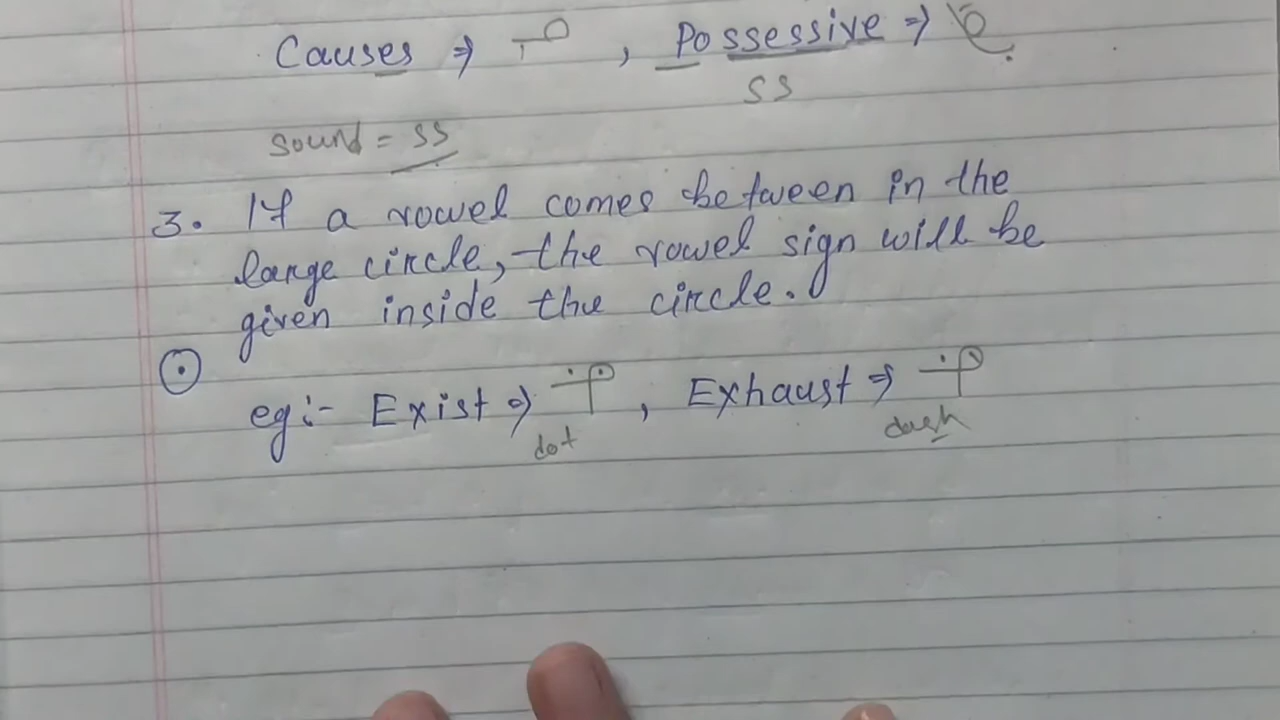 Causes ⇒ , Possessive ⇒
ss
sound = ss
3. If a vowel comes between in the
large circle, the vowel sign will be
given inside the circle.
eg:- Exist ⇒ , Exhaust ⇒
dot dash